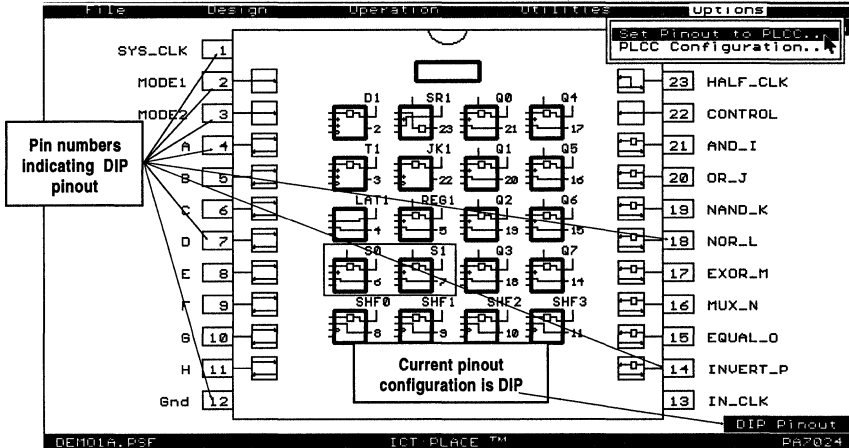 File Design Operation Utilities Options
Set Pinout to PLCC..
PLCC Configuration..
SYS_CLK 1
MODE1 2
MODE2 3
A 4
B 5
C 6
D 7
E 8
F 9
G 10
H 11
Gnd 12
Pin numbers
indicating DIP
pinout
D1 SR1 Q0 Q4
2 23 21 17
T1 JK1 Q1 Q5
3 22 20 16
LAT1 REG1 Q2 Q6
4 5 19 15
S0 S1 Q3 Q7
6 7 18 14
SHF0 SHF1 SHF2 SHF3
8 9 10 11
Current pinout
configuration is DIP
23 HALF_CLK
22 CONTROL
21 AND_I
20 OR_J
19 NAND_K
18 NOR_L
17 EXOR_M
16 MUX_N
15 EQUAL_O
14 INVERT_P
13 IN_CLK
DIP Pinout
DEMO1A.PSF ICT PLACE TM PA7024